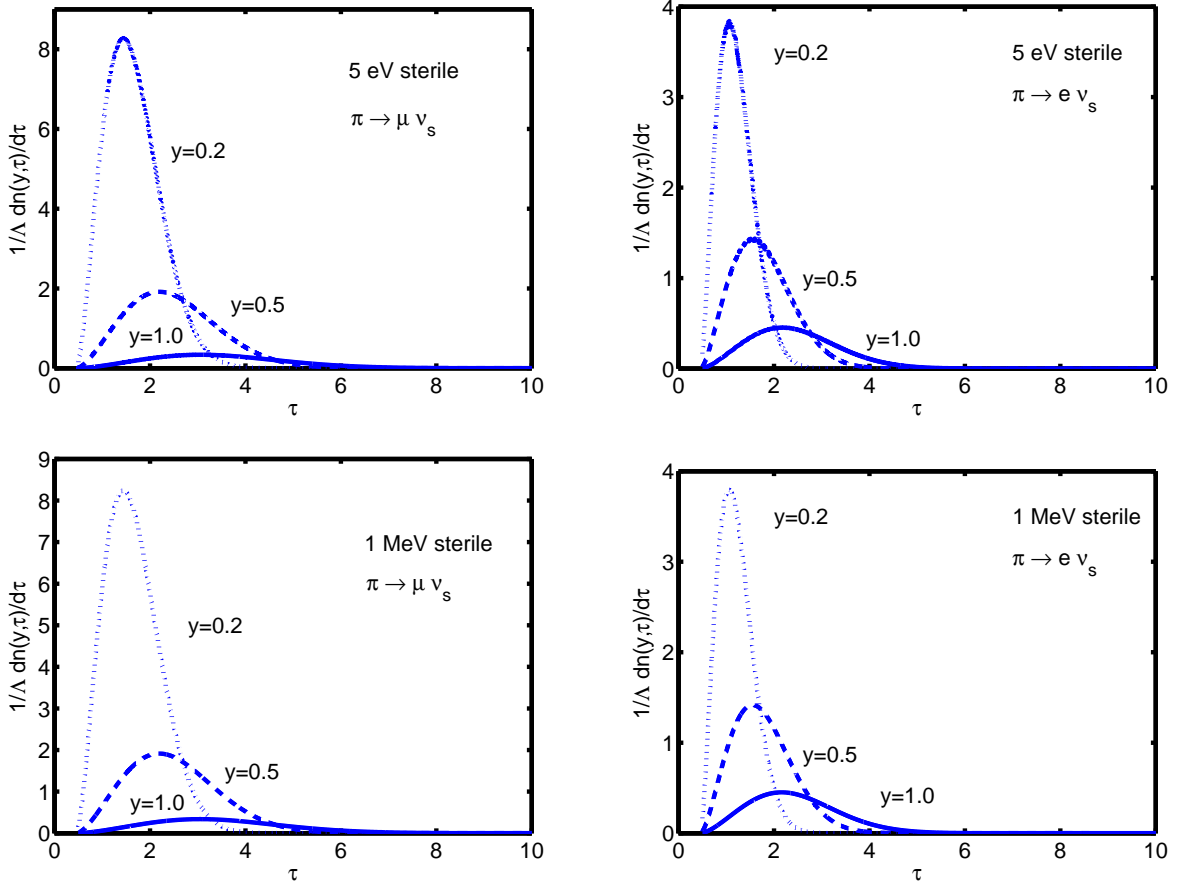 5 eV sterile
π → μ ν_s
y=0.2
y=0.5
y=1.0
1/Λ dn(y,τ)/dτ
0 2 4 6 8
0 2 4 6 8 10
τ
5 eV sterile
π → e ν_s
y=0.2
y=0.5
y=1.0
1/Λ dn(y,τ)/dτ
0 1 2 3 4
0 2 4 6 8 10
τ
1 MeV sterile
π → μ ν_s
y=0.2
y=0.5
y=1.0
1/Λ dn(y,τ)/dτ
0 1 2 3 4 5 6 7 8 9
0 2 4 6 8 10
τ
1 MeV sterile
π → e ν_s
y=0.2
y=0.5
y=1.0
1/Λ dn(y,τ)/dτ
0 1 2 3 4
0 2 4 6 8 10
τ